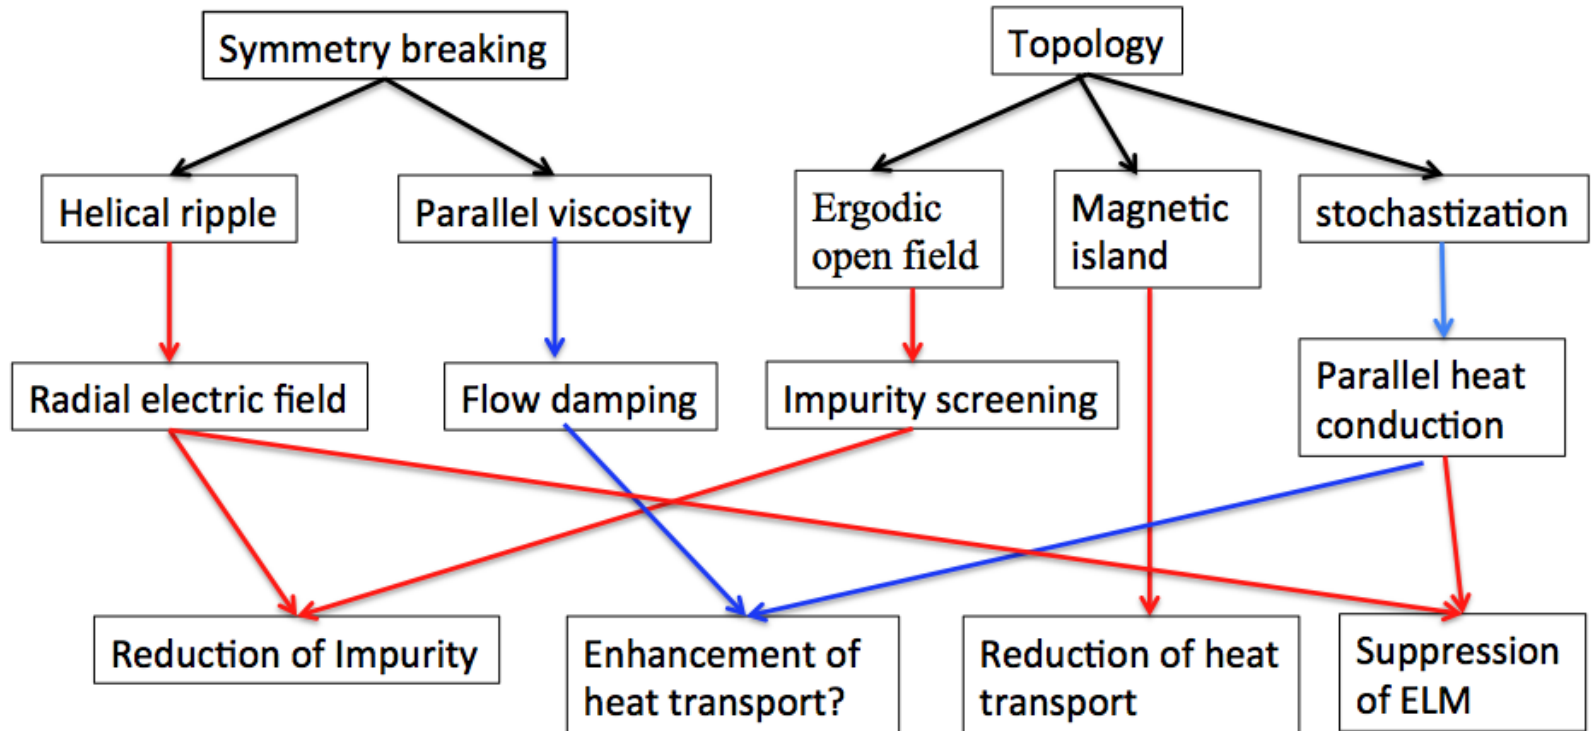 Symmetry breaking
Topology
Helical ripple
Parallel viscosity
Ergodic
open field
Magnetic
island
stochastization
Radial electric field
Flow damping
Impurity screening
Parallel heat
conduction
Reduction of Impurity
Enhancement of
heat transport?
Reduction of heat
transport
Suppression
of ELM